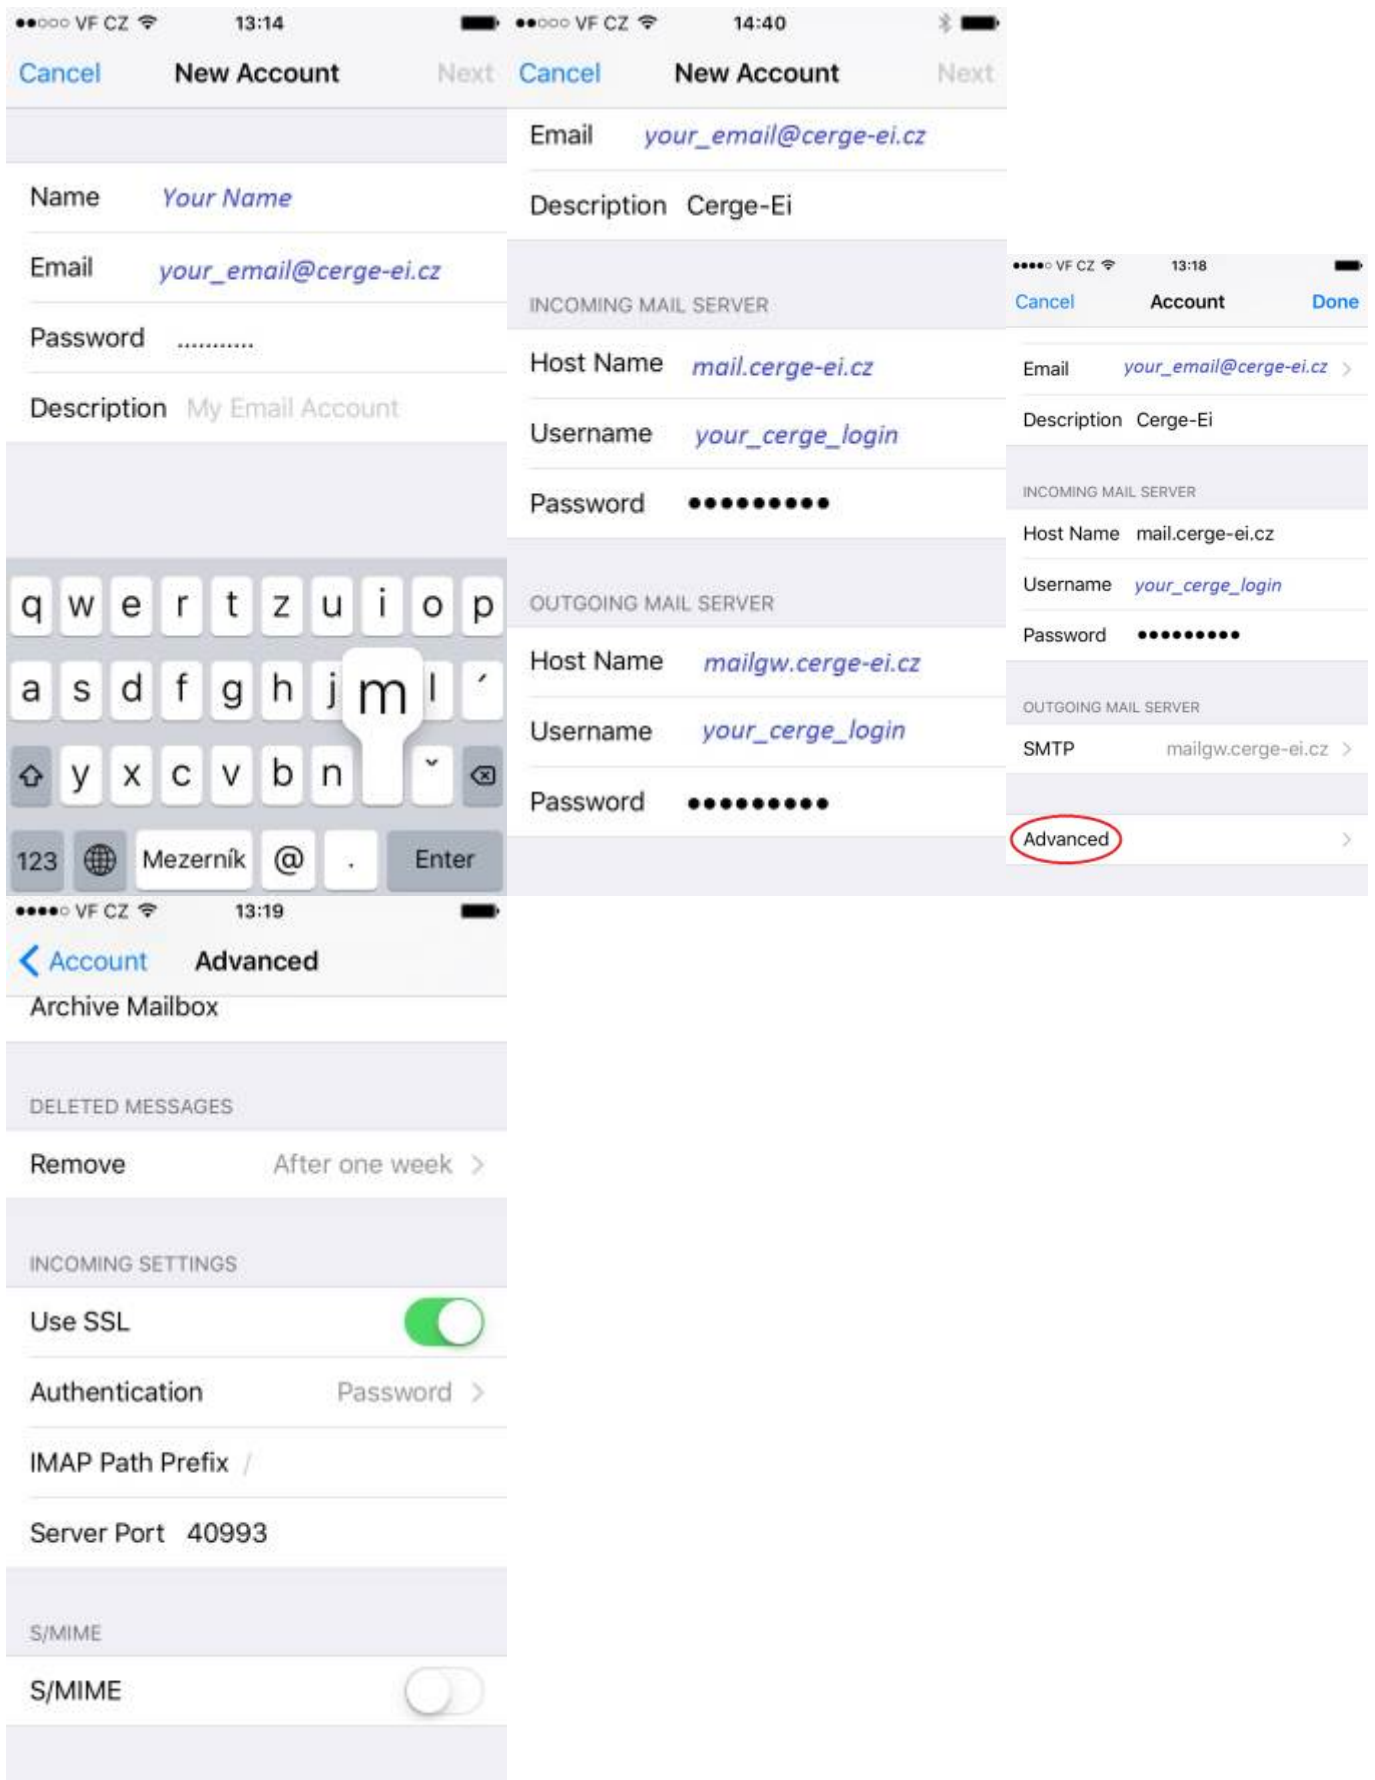 VF CZ 13:14
Cancel New Account Next
Name Your Name
Email your_email@cerge-ei.cz
Password ...........
Description My Email Account
q w e r t z u i o p
a s d f g h j m l ´
y x c v b n ˇ
123 Mezerník @ . Enter
VF CZ 14:40
Cancel New Account Next
Email your_email@cerge-ei.cz
Description Cerge-Ei
INCOMING MAIL SERVER
Host Name mail.cerge-ei.cz
Username your_cerge_login
Password •••••••••
OUTGOING MAIL SERVER
Host Name mailgw.cerge-ei.cz
Username your_cerge_login
Password •••••••••
VF CZ 13:18
Cancel Account Done
Email your_email@cerge-ei.cz
Description Cerge-Ei
INCOMING MAIL SERVER
Host Name mail.cerge-ei.cz
Username your_cerge_login
Password •••••••••
OUTGOING MAIL SERVER
SMTP mailgw.cerge-ei.cz
Advanced
VF CZ 13:19
Account Advanced
Archive Mailbox
DELETED MESSAGES
Remove After one week
INCOMING SETTINGS
Use SSL
Authentication Password
IMAP Path Prefix /
Server Port 40993
S/MIME
S/MIME